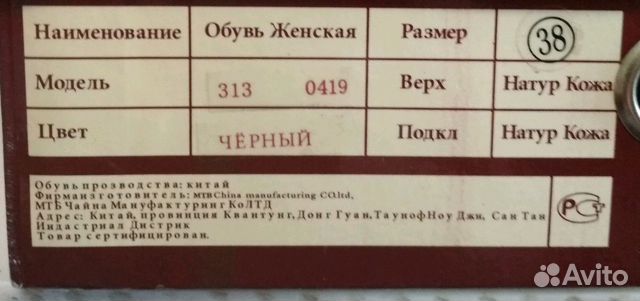 Наименование Обувь Женская Размер 38
Модель 313 0419 Верх Натур Кожа
Цвет ЧЁРНЫЙ Подкл Натур Кожа
Обувь прозводства: китай
Фирмаизготовитель: МТВChina manufacturing CO.ltd,
МТБ Чайна Мануфактуринг КоЛТД
Адрес: Китай, провинция Квантунг, Донг Гуан, ТаунофНоу Джи, Сан Тан
Индастриал Дистрик
Товар сертифицирован.
РСТ
Avito